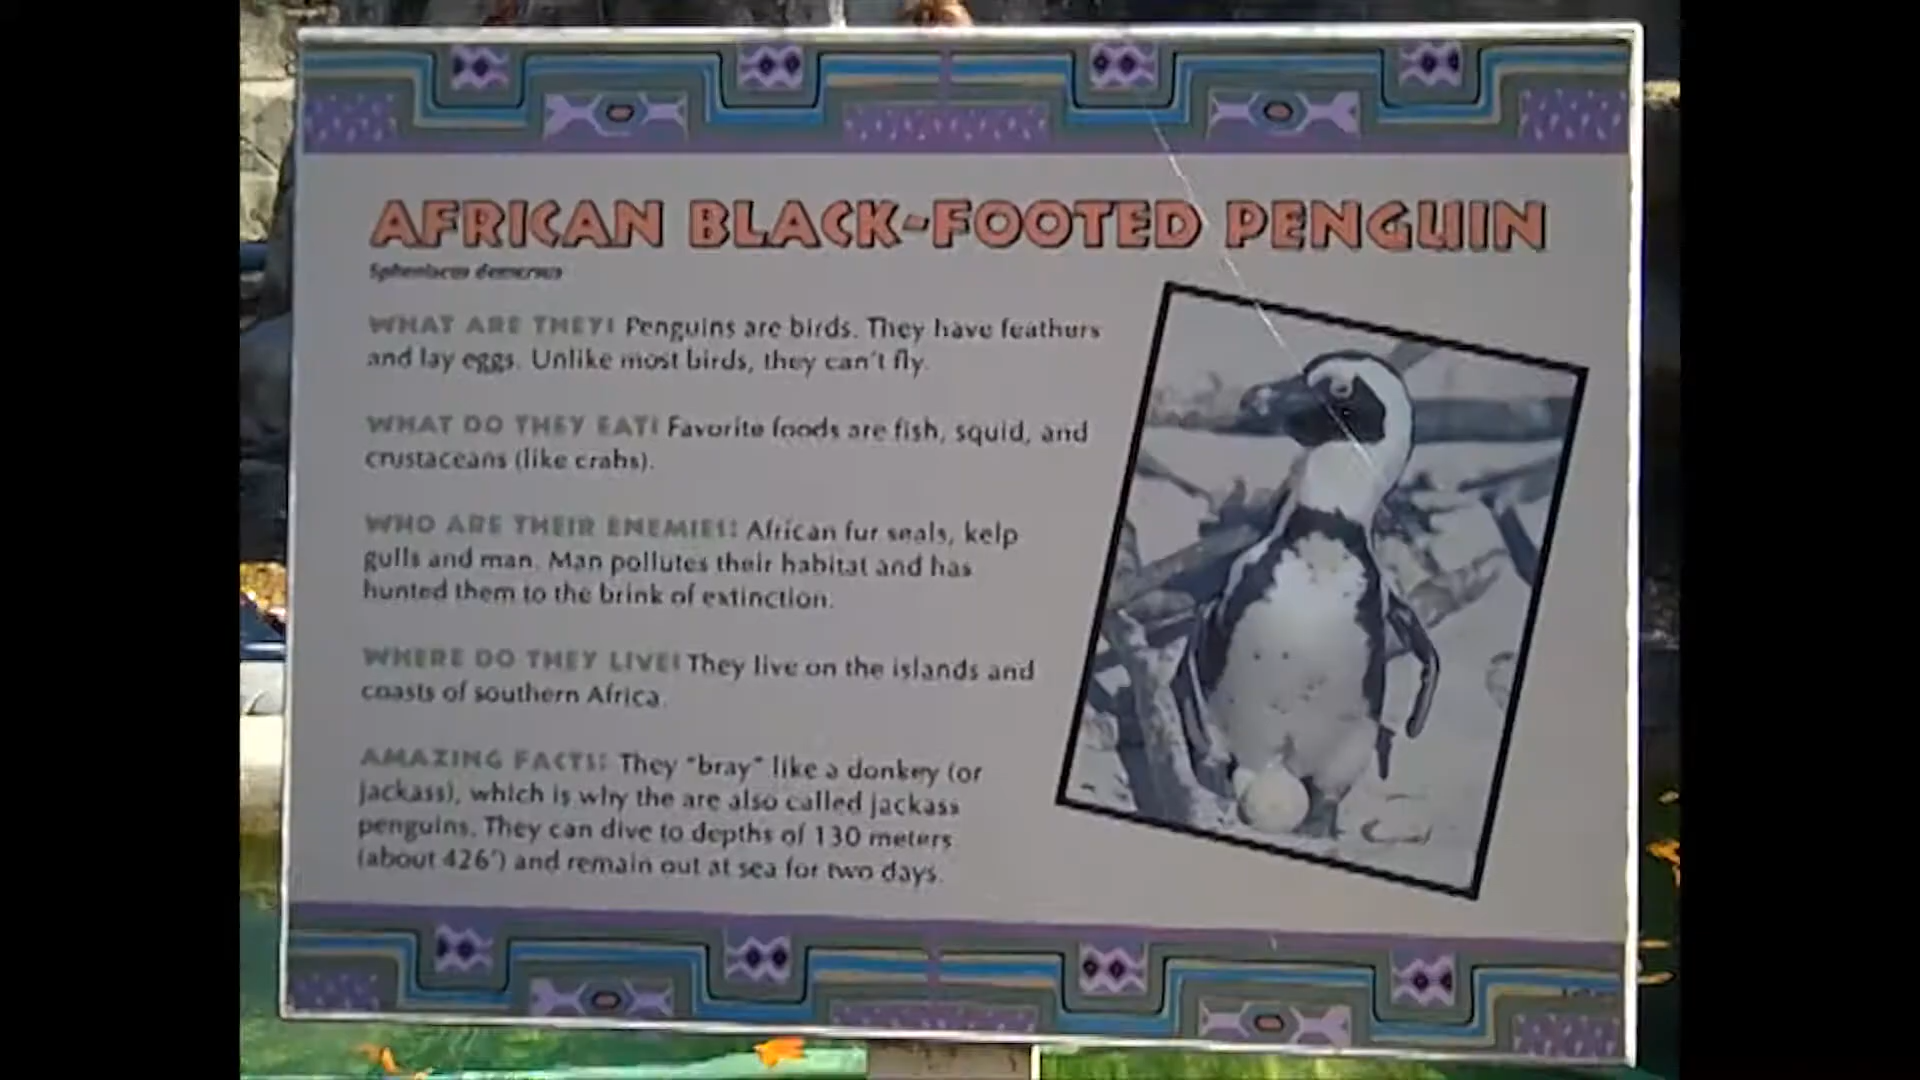 AFRICAN BLACK-FOOTED PENGUIN
Spheniscus demersus
WHAT ARE THEY? Penguins are birds. They have feathers
and lay eggs. Unlike most birds, they can't fly.
WHAT DO THEY EAT? Favorite foods are fish, squid, and
crustaceans (like crabs).
WHO ARE THEIR ENEMIES? African fur seals, kelp
gulls and man. Man pollutes their habitat and has
hunted them to the brink of extinction.
WHERE DO THEY LIVE? They live on the islands and
coasts of southern Africa.
AMAZING FACTS: They "bray" like a donkey (or
jackass), which is why the are also called jackass
penguins. They can dive to depths of 130 meters
(about 426') and remain out at sea for two days.